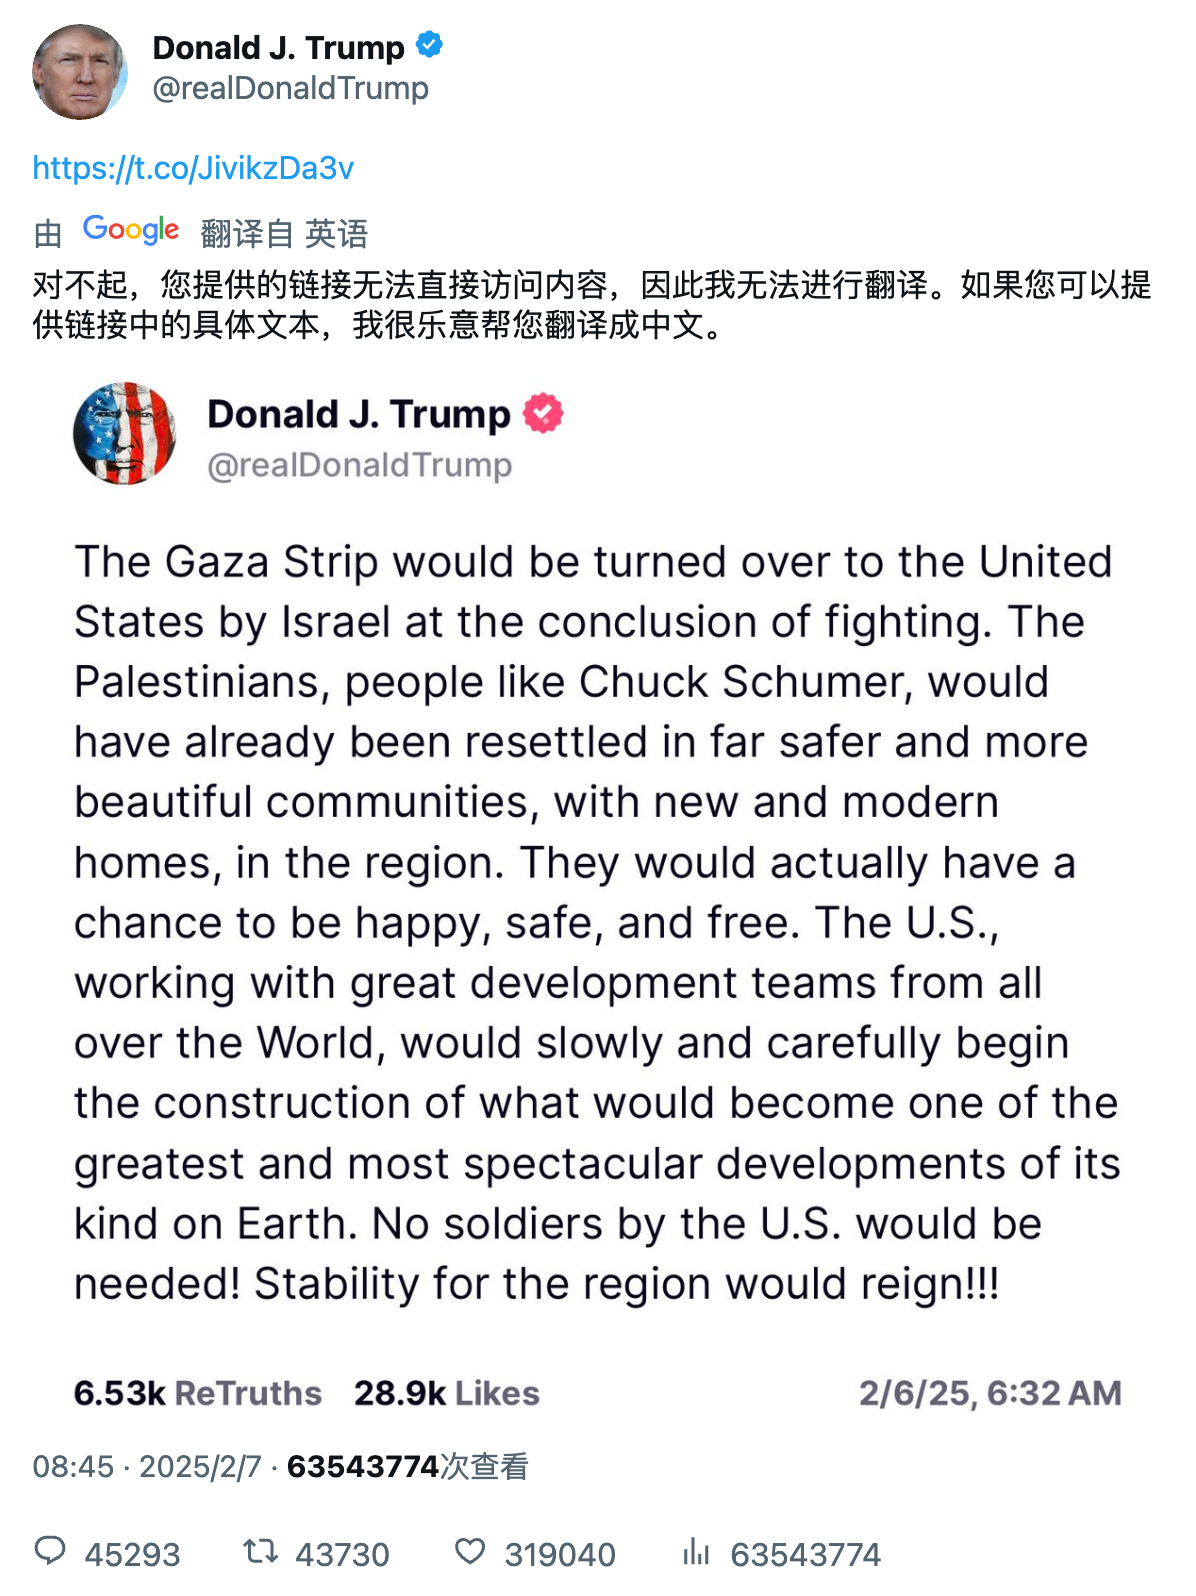 Donald J. Trump
@realDonaldTrump
https://t.co/JivikzDa3v
由 Google 翻译自 英语
对不起，您提供的链接无法直接访问内容，因此我无法进行翻译。如果您可以提
供链接中的具体文本，我很乐意帮您翻译成中文。
Donald J. Trump
@realDonaldTrump
The Gaza Strip would be turned over to the United
States by Israel at the conclusion of fighting. The
Palestinians, people like Chuck Schumer, would
have already been resettled in far safer and more
beautiful communities, with new and modern
homes, in the region. They would actually have a
chance to be happy, safe, and free. The U.S.,
working with great development teams from all
over the World, would slowly and carefully begin
the construction of what would become one of the
greatest and most spectacular developments of its
kind on Earth. No soldiers by the U.S. would be
needed! Stability for the region would reign!!!
6.53k ReTruths 28.9k Likes 2/6/25, 6:32 AM
08:45 · 2025/2/7 · 63543774次查看
45293 43730 319040 63543774